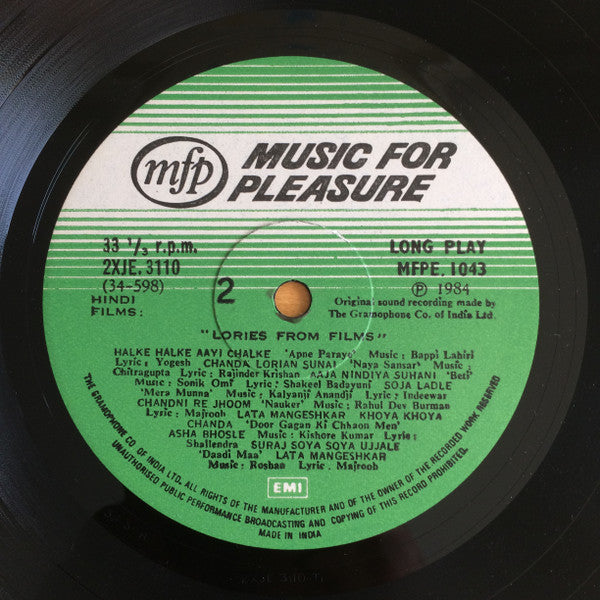 mfp
MUSIC FOR
PLEASURE
33 1/3 r.p.m.
2XJE. 3110
(34-598)
HINDI
FILMS:
2
LONG PLAY
MFPE. 1043
Ⓟ 1984
Original sound recording made by
The Gramophone Co. of India Ltd.
"LORIES FROM FILMS"
HALKE HALKE AAYI CHALKE 'Apne Paraye' Music: Bappi Lahiri
Lyric: Yogesh CHANDA LORIAN SUNAI 'Naya Sansar' Music:
Chitragupta Lyric: Rajinder Krishan AAJA NINDIYA SUHANI 'Beti'
Music: Sonik Omi Lyric: Shakeel Badayuni SOJA LADLE
'Mera Munna' Music: Kalyanji Anandji Lyric: Indeewar
CHANDNI RE JHOOM 'Nauker' Music: Rahul Dev Burman
Lyric: Majrooh LATA MANGESHKAR KHOYA KHOYA
CHANDA 'Door Gagan Ki Chhaon Men'
ASHA BHOSLE Music: Kishore Kumar Lyric:
Shailendra SURAJ SOYA SOYA UJJALE
'Daadi Maa' LATA MANGESHKAR
Music: Roshan Lyric. Majroob
EMI
THE GRAMOPHONE CO. OF INDIA LTD. ALL RIGHTS OF THE MANUFACTURER AND OF THE OWNER OF THE RECORDED WORK RESERVED
UNAUTHORISED PUBLIC PERFORMANCE BROADCASTING AND COPYING OF THIS RECORD PROHIBITED.
MADE IN INDIA